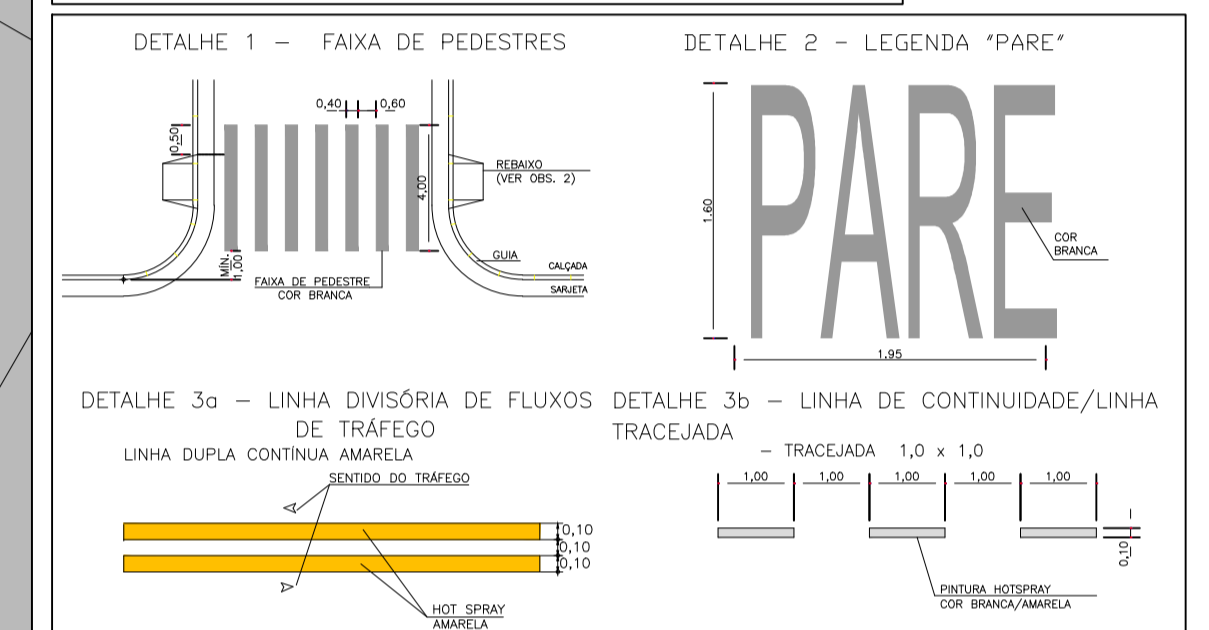 DETALHE 1 – FAIXA DE PEDESTRES
0,40
0,60
0,50
4,00
REBAIXO
(VER OBS. 2)
MÍN.
1,00
GUIA
CALÇADA
SARJETA
FAIXA DE PEDESTRE
COR BRANCA
DETALHE 2 - LEGENDA "PARE"
PARE
1.60
COR
BRANCA
1.95
DETALHE 3a – LINHA DIVISÓRIA DE FLUXOS
DE TRÁFEGO
LINHA DUPLA CONTÍNUA AMARELA
SENTIDO DO TRÁFEGO
0,10
0,10
0,10
HOT SPRAY
AMARELA
DETALHE 3b – LINHA DE CONTINUIDADE/LINHA
TRACEJADA
– TRACEJADA 1,0 x 1,0
1,00 1,00 1,00 1,00 1,00
0,10
PINTURA HOTSPRAY
COR BRANCA/AMARELA